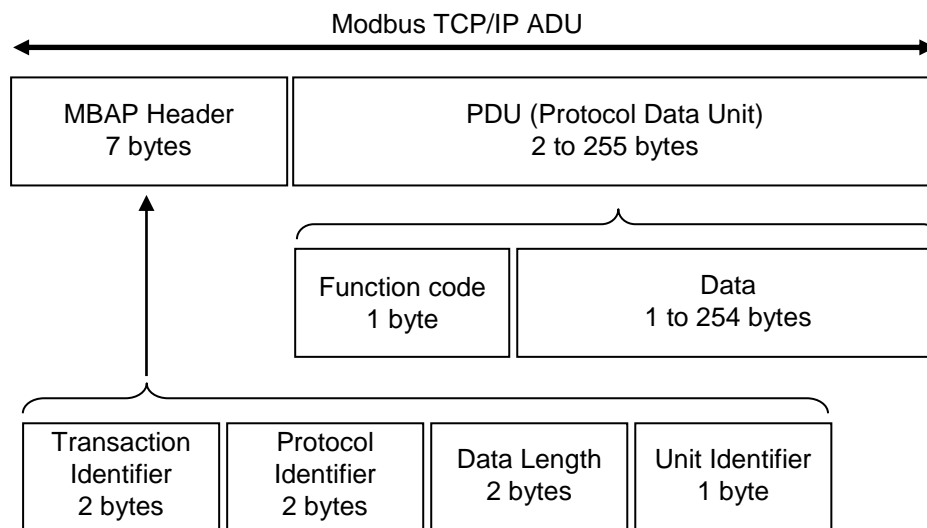 Modbus TCP/IP ADU
MBAP Header
7 bytes
PDU (Protocol Data Unit)
2 to 255 bytes
Function code
1 byte
Data
1 to 254 bytes
Transaction
Identifier
2 bytes
Protocol
Identifier
2 bytes
Data Length
2 bytes
Unit Identifier
1 byte